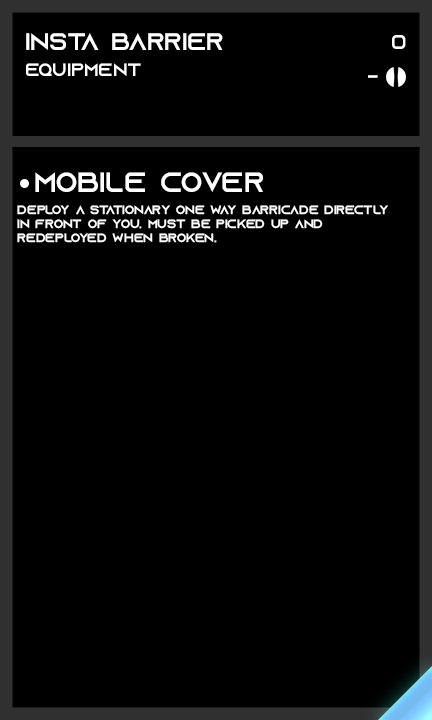 INSTA BARRIER
0
EQUIPMENT
-
•MOBILE COVER
DEPLOY A STATIONARY ONE WAY BARRICADE DIRECTLY
IN FRONT OF YOU. MUST BE PICKED UP AND
REDEPLOYED WHEN BROKEN.